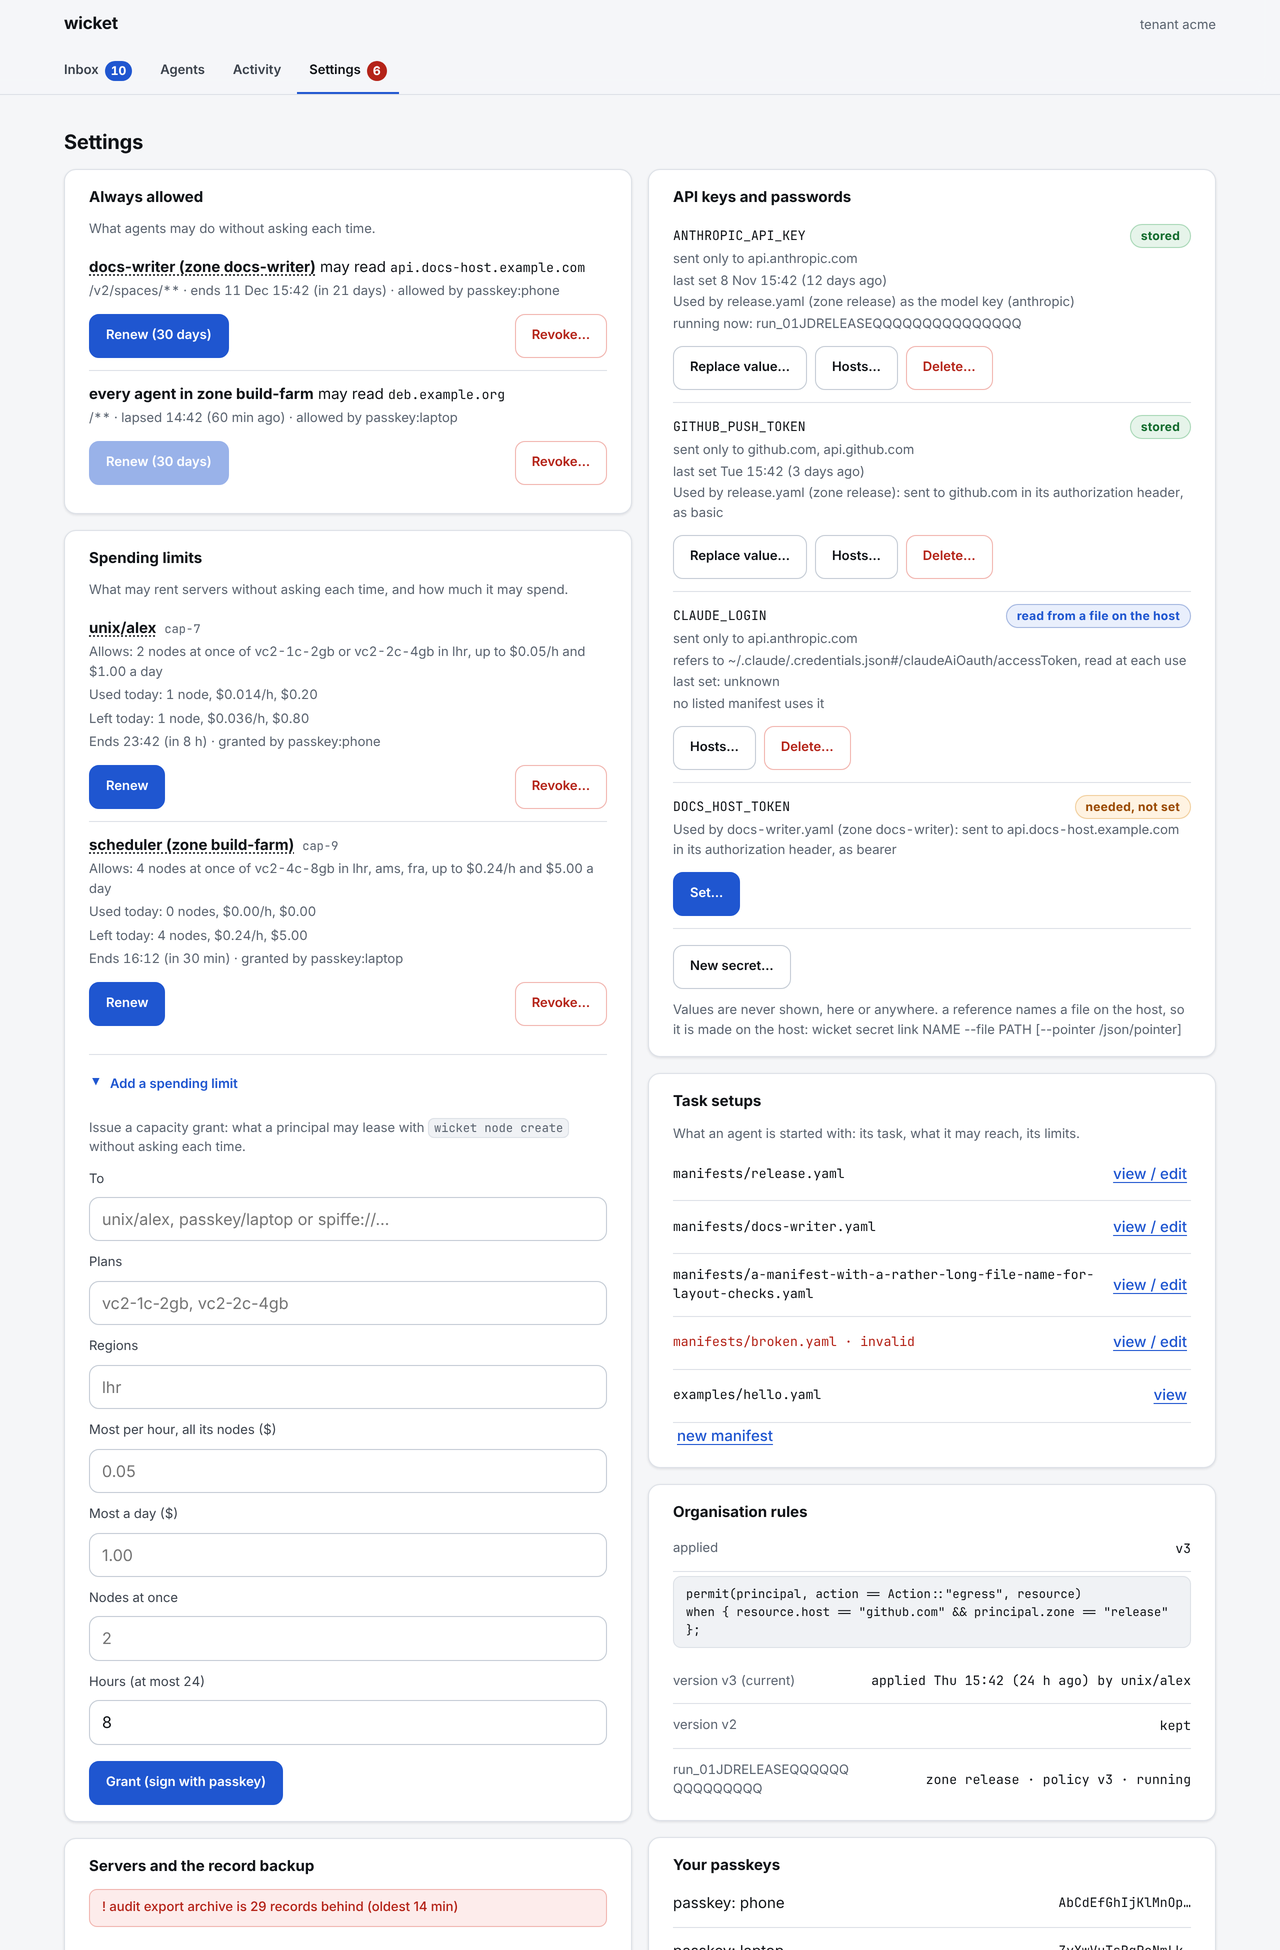 wicket
tenant acme
Inbox 10
Agents
Activity
Settings 6
Settings
Always allowed
What agents may do without asking each time.
docs-writer (zone docs-writer) may read api.docs-host.example.com
/v2/spaces/** · ends 11 Dec 15:42 (in 21 days) · allowed by passkey:phone
Renew (30 days)
Revoke...
every agent in zone build-farm may read deb.example.org
/** · lapsed 14:42 (60 min ago) · allowed by passkey:laptop
Renew (30 days)
Revoke...
Spending limits
What may rent servers without asking each time, and how much it may spend.
unix/alex cap-7
Allows: 2 nodes at once of vc2-1c-2gb or vc2-2c-4gb in lhr, up to $0.05/h and
$1.00 a day
Used today: 1 node, $0.014/h, $0.20
Left today: 1 node, $0.036/h, $0.80
Ends 23:42 (in 8 h) · granted by passkey:phone
Renew
Revoke...
scheduler (zone build-farm) cap-9
Allows: 4 nodes at once of vc2-4c-8gb in lhr, ams, fra, up to $0.24/h and $5.00 a
day
Used today: 0 nodes, $0.00/h, $0.00
Left today: 4 nodes, $0.24/h, $5.00
Ends 16:12 (in 30 min) · granted by passkey:laptop
Renew
Revoke...
▼ Add a spending limit
Issue a capacity grant: what a principal may lease with wicket node create
without asking each time.
To
unix/alex, passkey/laptop or spiffe://...
Plans
vc2-1c-2gb, vc2-2c-4gb
Regions
lhr
Most per hour, all its nodes ($)
0.05
Most a day ($)
1.00
Nodes at once
2
Hours (at most 24)
8
Grant (sign with passkey)
Servers and the record backup
! audit export archive is 29 records behind (oldest 14 min)
API keys and passwords
ANTHROPIC_API_KEY
stored
sent only to api.anthropic.com
last set 8 Nov 15:42 (12 days ago)
Used by release.yaml (zone release) as the model key (anthropic)
running now: run_01JDRELEASEQQQQQQQQQQQQQQQ
Replace value...
Hosts...
Delete...
GITHUB_PUSH_TOKEN
stored
sent only to github.com, api.github.com
last set Tue 15:42 (3 days ago)
Used by release.yaml (zone release): sent to github.com in its authorization header,
as basic
Replace value...
Hosts...
Delete...
CLAUDE_LOGIN
read from a file on the host
sent only to api.anthropic.com
refers to ~/.claude/.credentials.json#/claudeAiOauth/accessToken, read at each use
last set: unknown
no listed manifest uses it
Hosts...
Delete...
DOCS_HOST_TOKEN
needed, not set
Used by docs-writer.yaml (zone docs-writer): sent to api.docs-host.example.com
in its authorization header, as bearer
Set...
New secret...
Values are never shown, here or anywhere. a reference names a file on the host, so
it is made on the host: wicket secret link NAME --file PATH [--pointer /json/pointer]
Task setups
What an agent is started with: its task, what it may reach, its limits.
manifests/release.yaml
view / edit
manifests/docs-writer.yaml
view / edit
manifests/a-manifest-with-a-rather-long-file-name-for-
layout-checks.yaml
view / edit
manifests/broken.yaml · invalid
view / edit
examples/hello.yaml
view
new manifest
Organisation rules
applied
v3
permit(principal, action == Action::"egress", resource)
when { resource.host == "github.com" && principal.zone == "release"
};
version v3 (current)
applied Thu 15:42 (24 h ago) by unix/alex
version v2
kept
run_01JDRELEASEQQQQQQ
QQQQQQQQQ
zone release · policy v3 · running
Your passkeys
passkey: phone
AbCdEfGhIjKlMnOp…